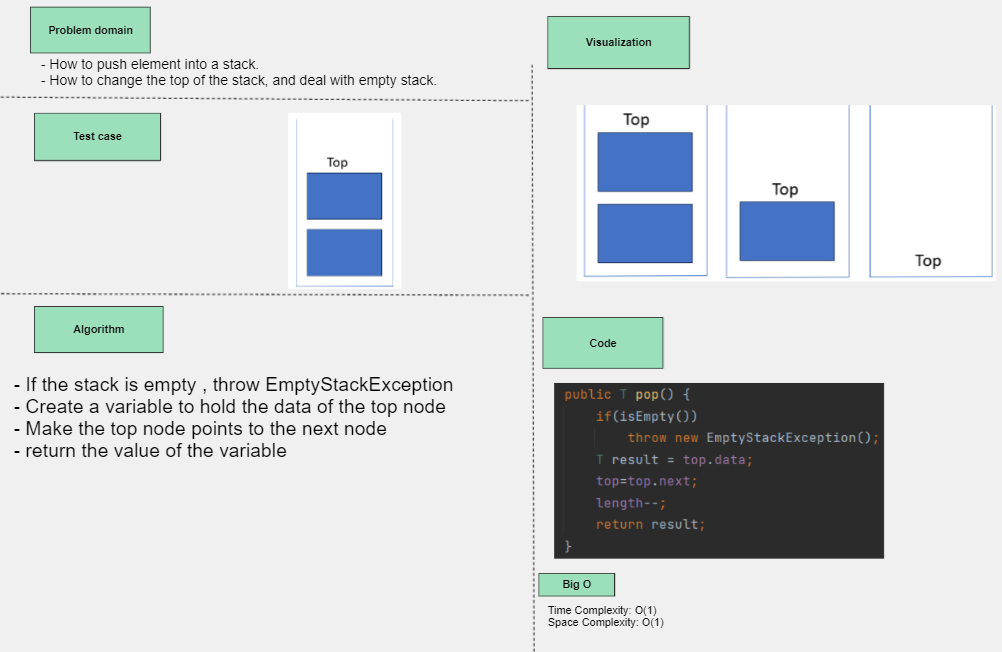 Problem domain
- How to push element into a stack.
- How to change the top of the stack, and deal with empty stack.
Test case
Top
Algorithm
- If the stack is empty , throw EmptyStackException
- Create a variable to hold the data of the top node
- Make the top node points to the next node
- return the value of the variable
Visualization
Top
Top
Top
Code
public T pop() {
if(isEmpty())
throw new EmptyStackException();
T result = top.data;
top=top.next;
length--;
return result;
}
Big O
Time Complexity: O(1)
Space Complexity: O(1)